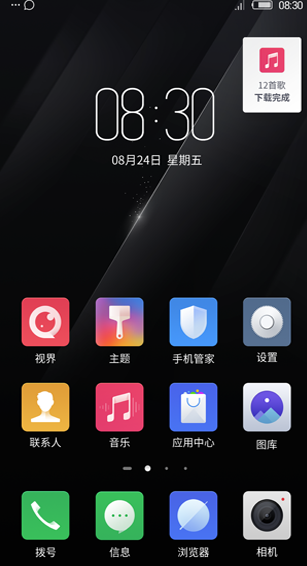 08:30
12首歌
下载完成
08:30
08月24日 星期五
视界 主题 手机管家 设置
联系人 音乐 应用中心 图库
拨号 信息 浏览器 相机